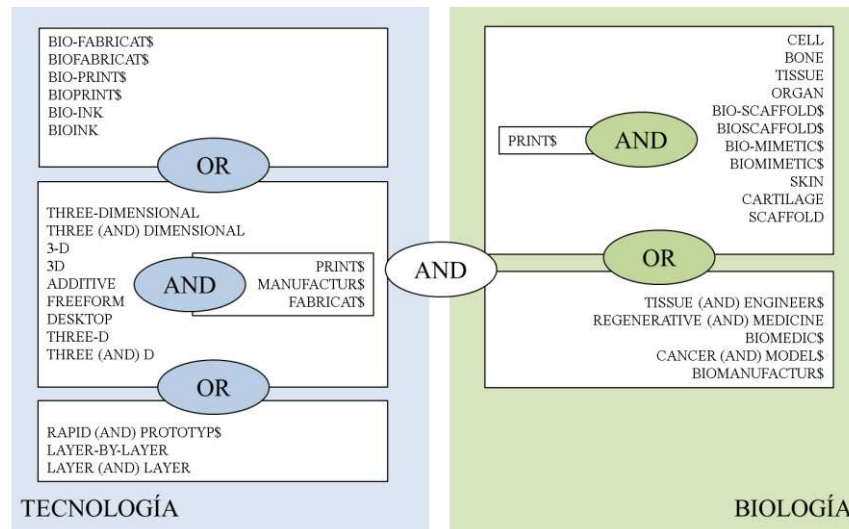 BIO-FABRICAT$
BIOFABRICAT$
BIO-PRINT$
BIOPRINT$
BIO-INK
BIOINK
OR
THREE-DIMENSIONAL
THREE (AND) DIMENSIONAL
3-D
3D
ADDITIVE
FREEFORM
DESKTOP
THREE-D
THREE (AND) D
AND
PRINT$
MANUFACTUR$
FABRICAT$
OR
RAPID (AND) PROTOTYP$
LAYER-BY-LAYER
LAYER (AND) LAYER
TECNOLOGÍA
AND
PRINT$
AND
CELL
BONE
TISSUE
ORGAN
BIO-SCAFFOLD$
BIOSCAFFOLD$
BIO-MIMETIC$
BIOMIMETIC$
SKIN
CARTILAGE
SCAFFOLD
OR
TISSUE (AND) ENGINEER$
REGENERATIVE (AND) MEDICINE
BIOMEDIC$
CANCER (AND) MODEL$
BIOMANUFACTUR$
BIOLOGÍA